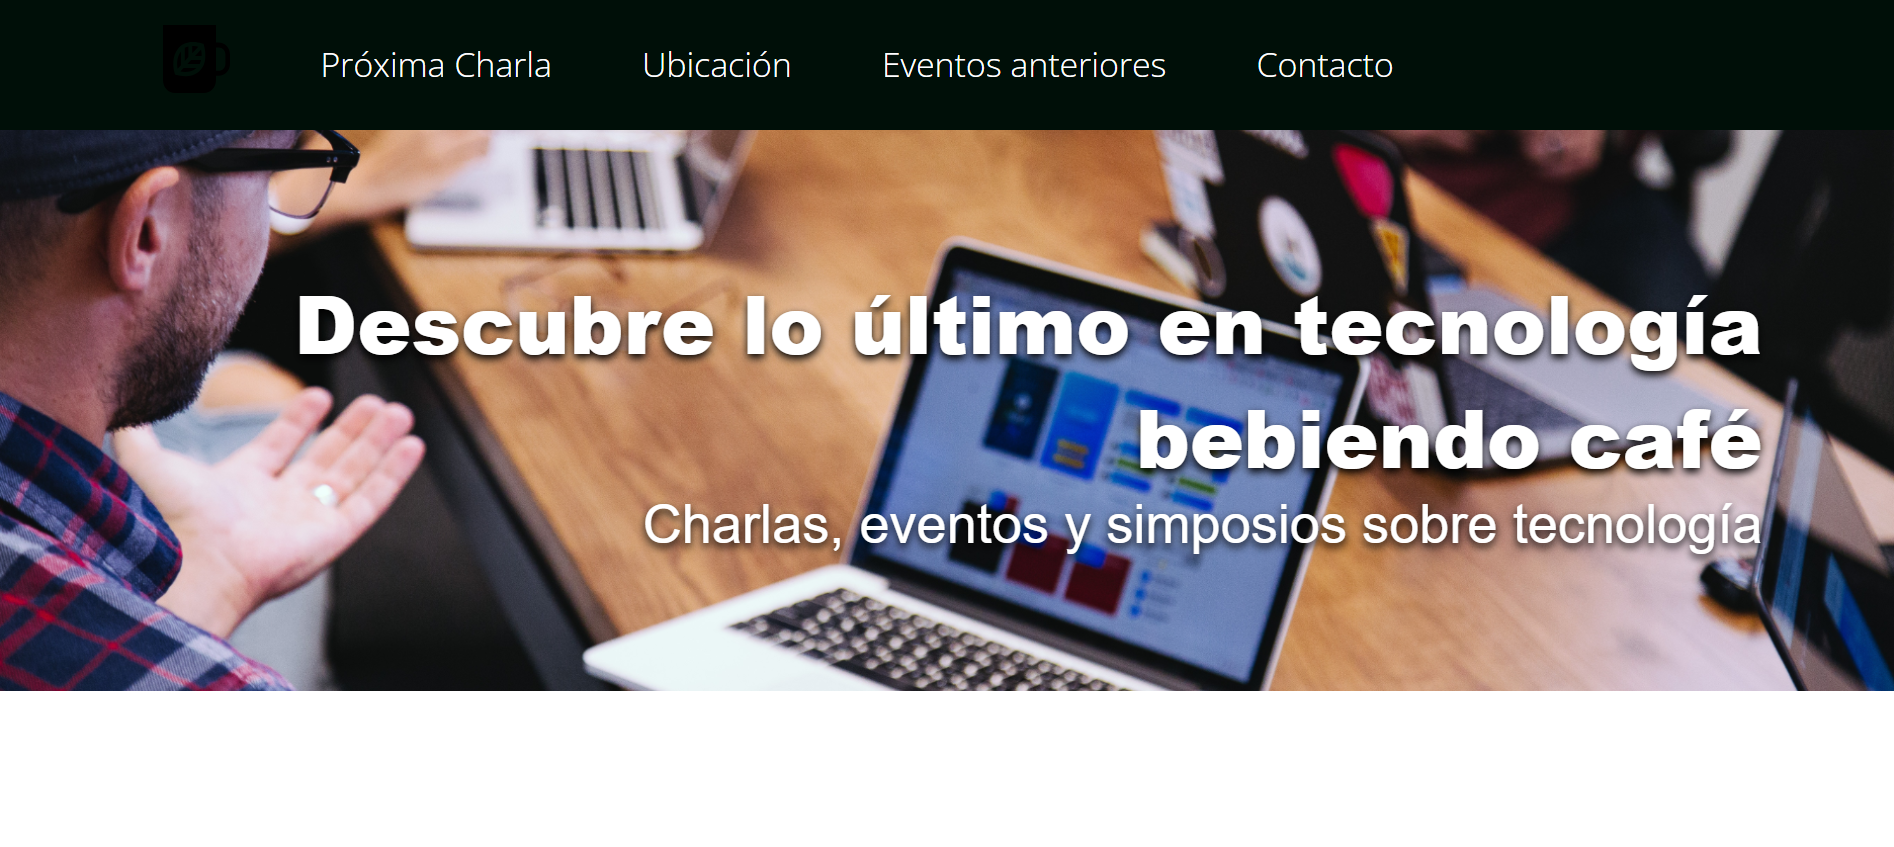 Próxima Charla Ubicación Eventos anteriores Contacto
Descubre lo último en tecnología
bebiendo café
Charlas, eventos y simposios sobre tecnología